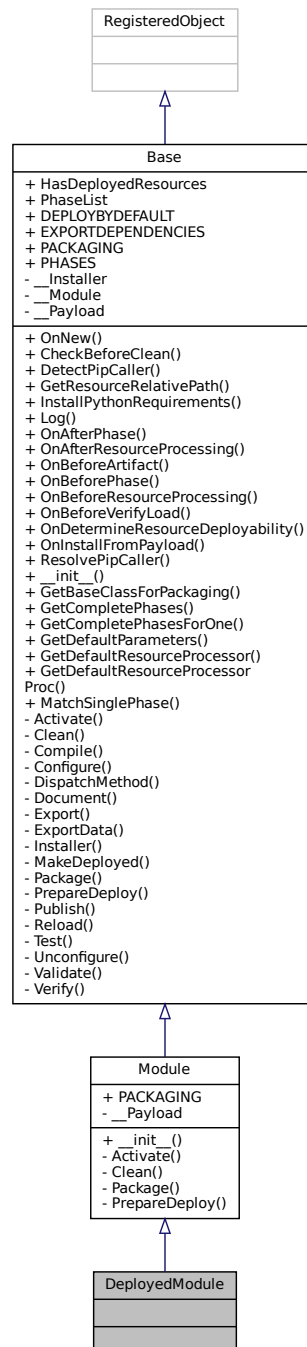 RegisteredObject
Base
+ HasDeployedResources
+ PhaseList
+ DEPLOYBYDEFAULT
+ EXPORTDEPENDENCIES
+ PACKAGING
+ PHASES
- __Installer
- __Module
- __Payload
+ OnNew()
+ CheckBeforeClean()
+ DetectPipCaller()
+ GetResourceRelativePath()
+ InstallPythonRequirements()
+ Log()
+ OnAfterPhase()
+ OnAfterResourceProcessing()
+ OnBeforeArtifact()
+ OnBeforePhase()
+ OnBeforeResourceProcessing()
+ OnBeforeVerifyLoad()
+ OnDetermineResourceDeployability()
+ OnInstallFromPayload()
+ ResolvePipCaller()
+ __init__()
+ GetBaseClassForPackaging()
+ GetCompletePhases()
+ GetCompletePhasesForOne()
+ GetDefaultParameters()
+ GetDefaultResourceProcessor()
+ GetDefaultResourceProcessor
Proc()
+ MatchSinglePhase()
- Activate()
- Clean()
- Compile()
- Configure()
- DispatchMethod()
- Document()
- Export()
- ExportData()
- Installer()
- MakeDeployed()
- Package()
- PrepareDeploy()
- Publish()
- Reload()
- Test()
- Unconfigure()
- Validate()
- Verify()
Module
+ PACKAGING
- __Payload
+ __init__()
- Activate()
- Clean()
- Package()
- PrepareDeploy()
DeployedModule